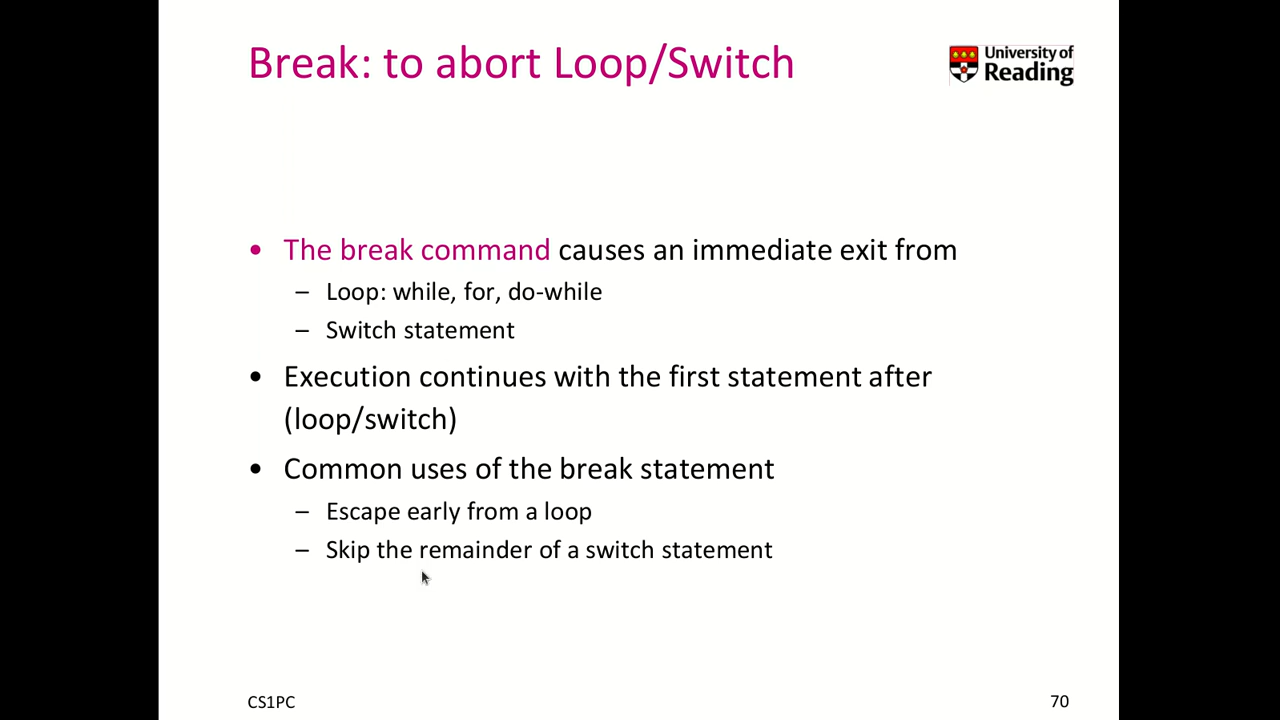 Break: to abort Loop/Switch
University of
Reading
• The break command causes an immediate exit from
– Loop: while, for, do-while
– Switch statement
• Execution continues with the first statement after
(loop/switch)
• Common uses of the break statement
– Escape early from a loop
– Skip the remainder of a switch statement
CS1PC
70